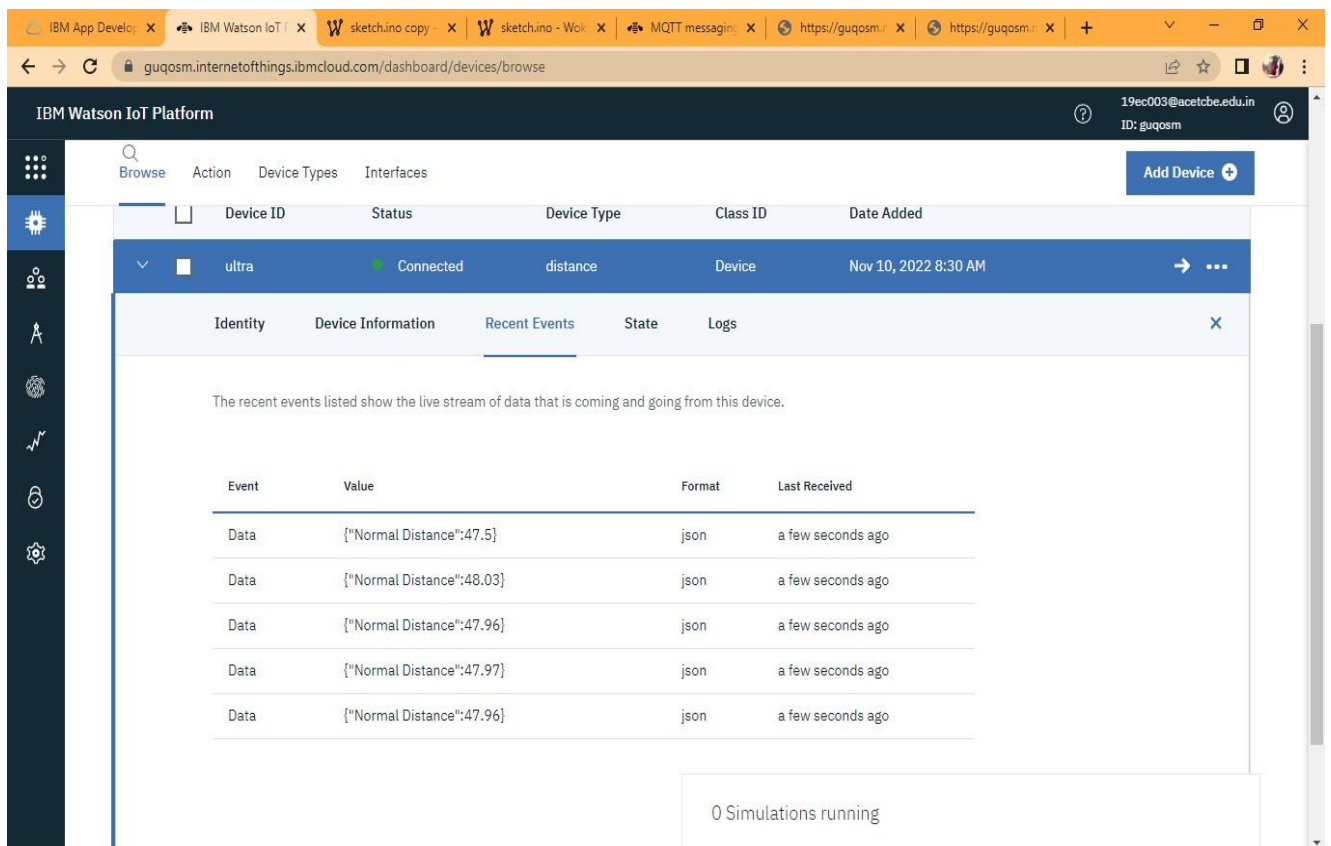 IBM App Develop
IBM Watson IoT P
sketch.ino copy -
sketch.ino - Wok
MQTT messaging
https://guqosm.m
https://guqosm.m
guqosm.internetofthings.ibmcloud.com/dashboard/devices/browse
IBM Watson IoT Platform
19ec003@acetcbe.edu.in
ID: guqosm
Browse Action Device Types Interfaces
Add Device
Device ID Status Device Type Class ID Date Added
ultra Connected distance Device Nov 10, 2022 8:30 AM
Identity Device Information Recent Events State Logs
The recent events listed show the live stream of data that is coming and going from this device.
Event Value Format Last Received
Data {"Normal Distance":47.5} json a few seconds ago
Data {"Normal Distance":48.03} json a few seconds ago
Data {"Normal Distance":47.96} json a few seconds ago
Data {"Normal Distance":47.97} json a few seconds ago
Data {"Normal Distance":47.96} json a few seconds ago
0 Simulations running